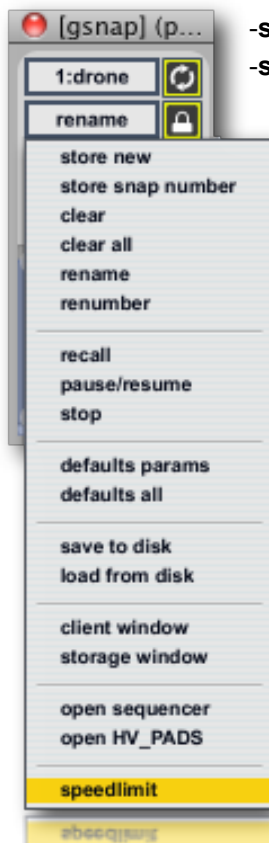 [gsnap] (p...
-s
-s
1:drone
rename
store new
store snap number
clear
clear all
rename
renumber
recall
pause/resume
stop
defaults params
defaults all
save to disk
load from disk
client window
storage window
open sequencer
open HV_PADS
speedlimit